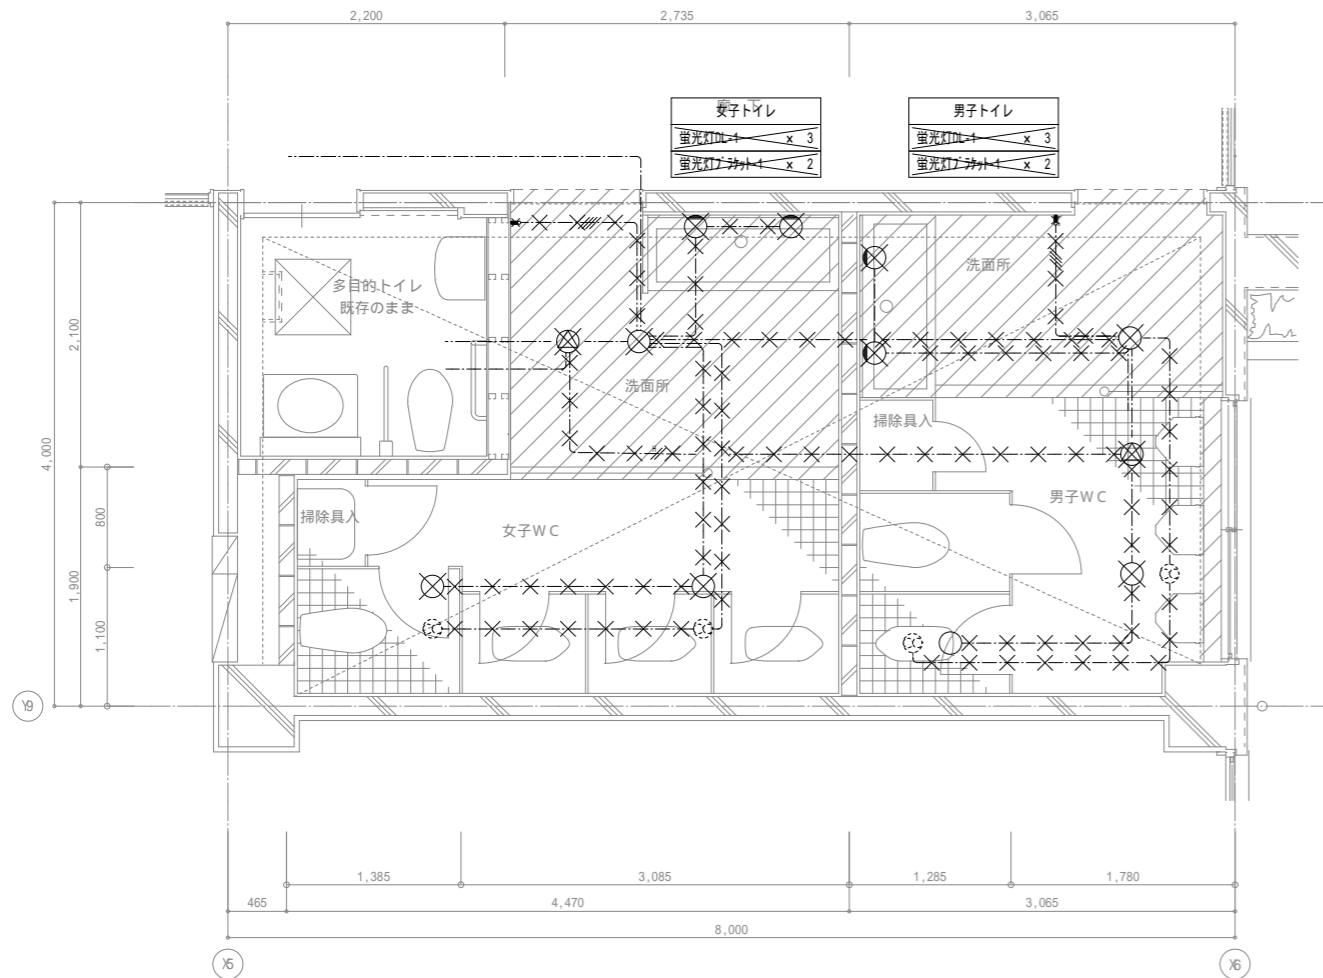 2,200
2,735
3,065
廊 下
女子トイレ
蛍光灯DL-1 x 3
蛍光灯ﾌﾞﾗｹｯﾄ-1 x 2
男子トイレ
蛍光灯DL-1 x 3
蛍光灯ﾌﾞﾗｹｯﾄ-1 x 2
多目的トイレ
既存のまま
洗面所
洗面所
掃除具入
掃除具入
女子WC
男子WC
2,100
4,000
800
1,900
1,100
Y9
1,385
3,085
1,285
1,780
465
4,470
3,065
8,000
X5
X6